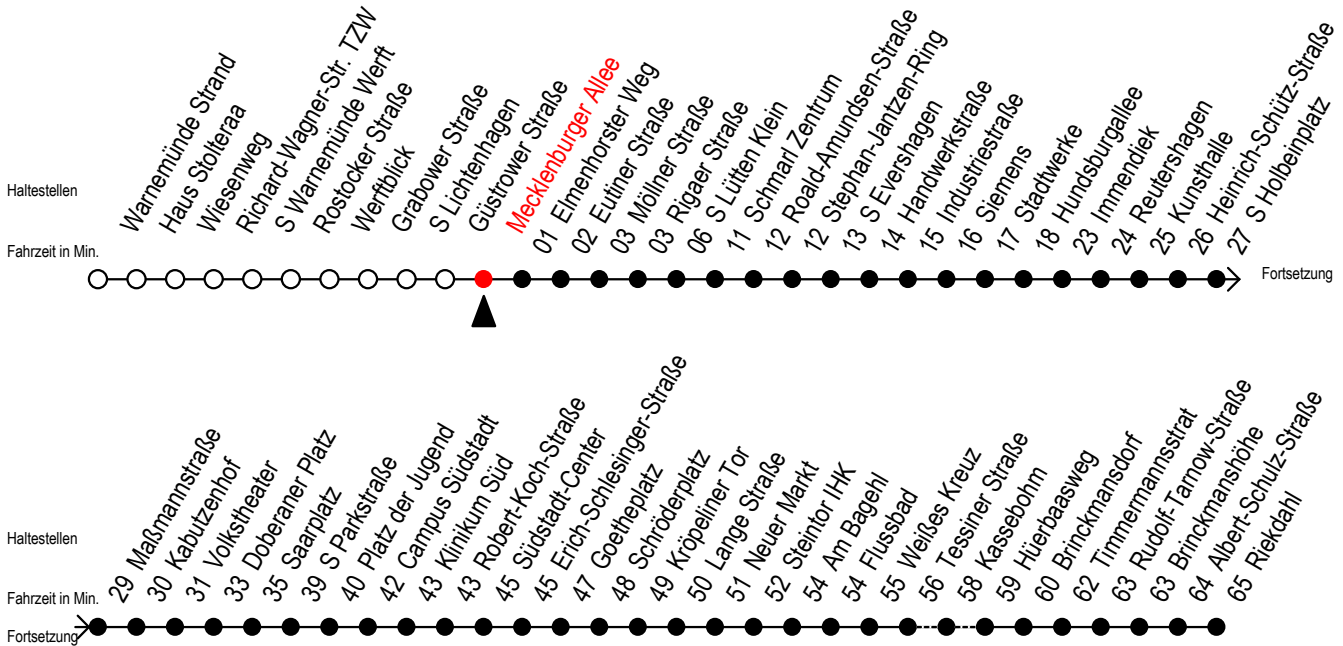 Haltestellen
Warnemünde Strand
Haus Stolteraa
Wiesenweg
Richard-Wagner-Str. TZW
S Warnemünde Werft
Rostocker Straße
Werftblick
Grabower Straße
S Lichtenhagen
Güstrower Straße
Mecklenburger Allee
Fahrzeit in Min.
01 Elmenhorster Weg
02 Eutiner Straße
03 Möllner Straße
03 Rigaer Straße
06 S Lütten Klein
11 Schmarl Zentrum
12 Roald-Amundsen-Straße
12 Stephan-Jantzen-Ring
13 S Evershagen
14 Handwerkstraße
15 Industriestraße
16 Siemens
17 Stadtwerke
18 Hundsburgallee
23 Immendiek
24 Reutershagen
25 Kunsthalle
26 Heinrich-Schütz-Straße
27 S Holbeinplatz
Fortsetzung
Haltestellen
Fahrzeit in Min.
Fortsetzung
29 Maßmannstraße
30 Kabutzenhof
31 Volkstheater
33 Doberaner Platz
35 Saarplatz
39 S Parkstraße
40 Platz der Jugend
42 Campus Südstadt
43 Klinikum Süd
43 Robert-Koch-Straße
45 Südstadt-Center
45 Erich-Schlesinger-Straße
47 Goetheplatz
48 Schröderplatz
49 Kröpeliner Tor
50 Lange Straße
51 Neuer Markt
52 Steintor IHK
54 Am Bagehl
54 Flussbad
55 Weißes Kreuz
56 Tessiner Straße
58 Kassebohm
59 Hüerbaasweg
60 Brinckmansdorf
62 Timmermannsstrat
63 Rudolf-Tarnow-Straße
63 Brinckmanshöhe
64 Albert-Schulz-Straße
65 Riekdahl